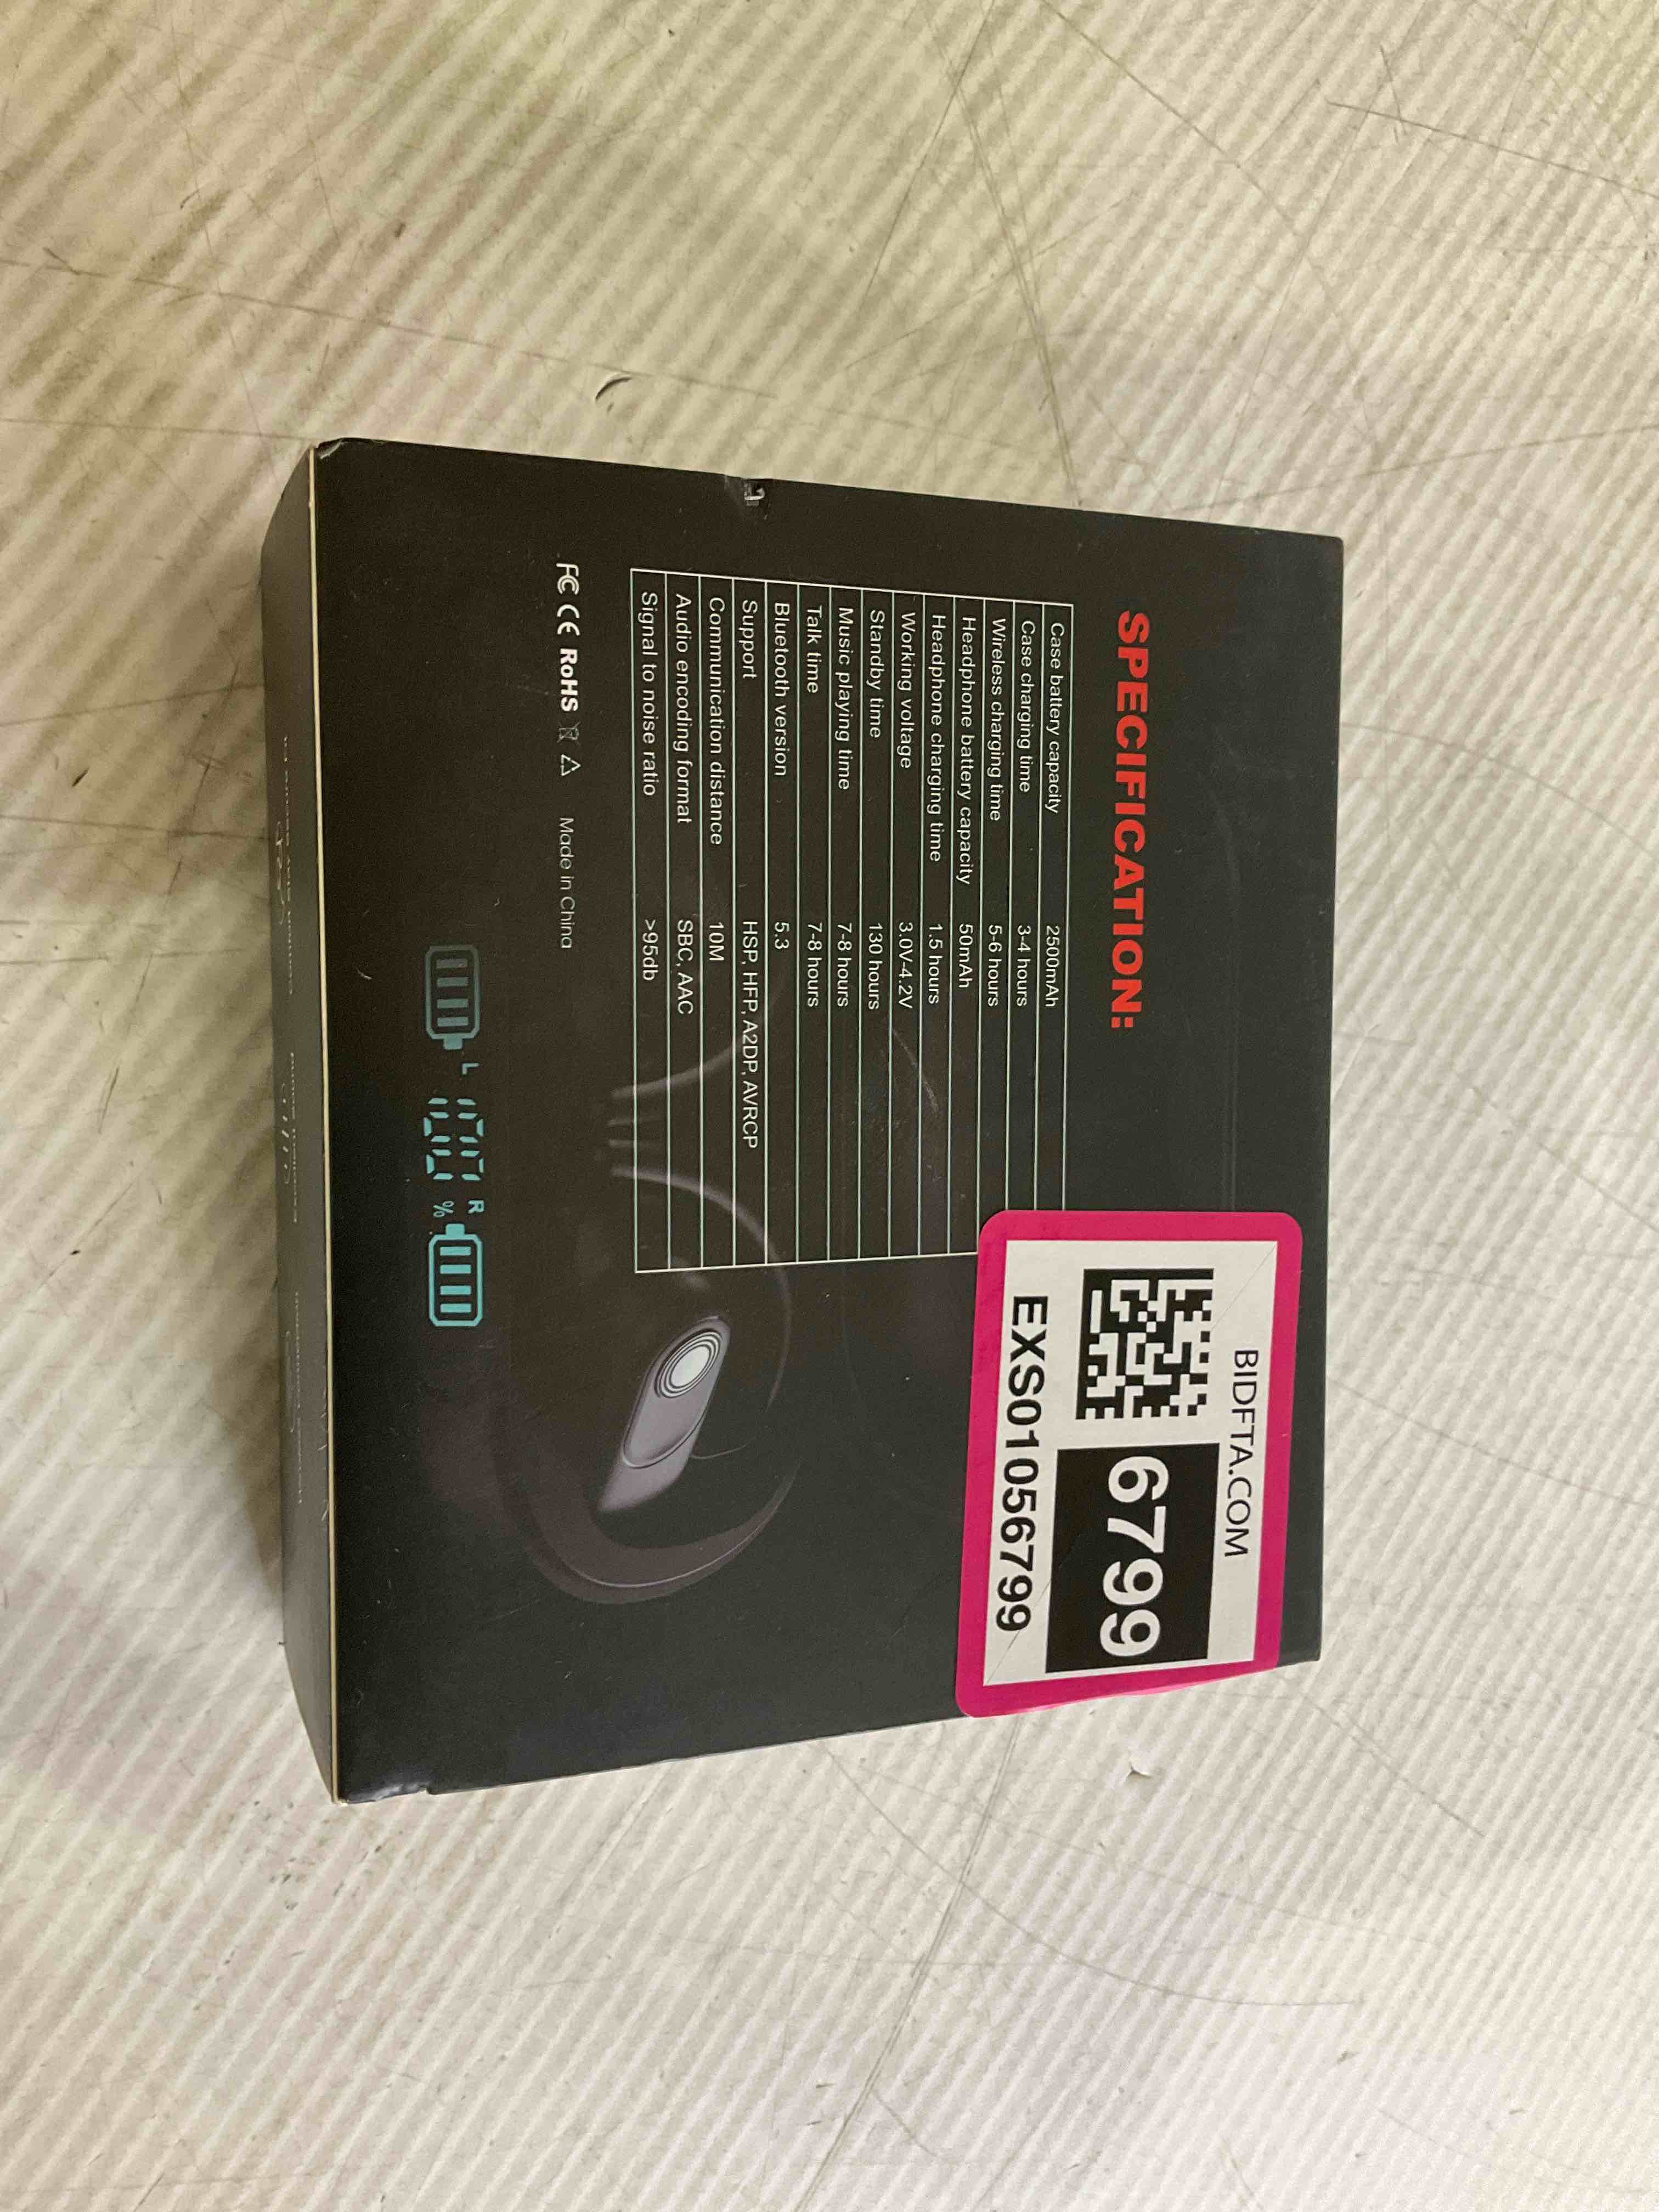 SPECIFICATION:
Case battery capacity 2500mAh
Case charging time 3-4 hours
Wireless charging time 5-6 hours
Headphone battery capacity 50mAh
Headphone charging time 1.5 hours
Working voltage 3.0V-4.2V
Standby time 130 hours
Music playing time 7-8 hours
Talk time 7-8 hours
Bluetooth version 5.3
Support HSP, HFP, A2DP, AVRCP
Communication distance 10M
Audio encoding format SBC, AAC
Signal to noise ratio >95db
FC CE RoHS Made in China
L 188 R %
BIDFTA.COM
6799
EXS01056799